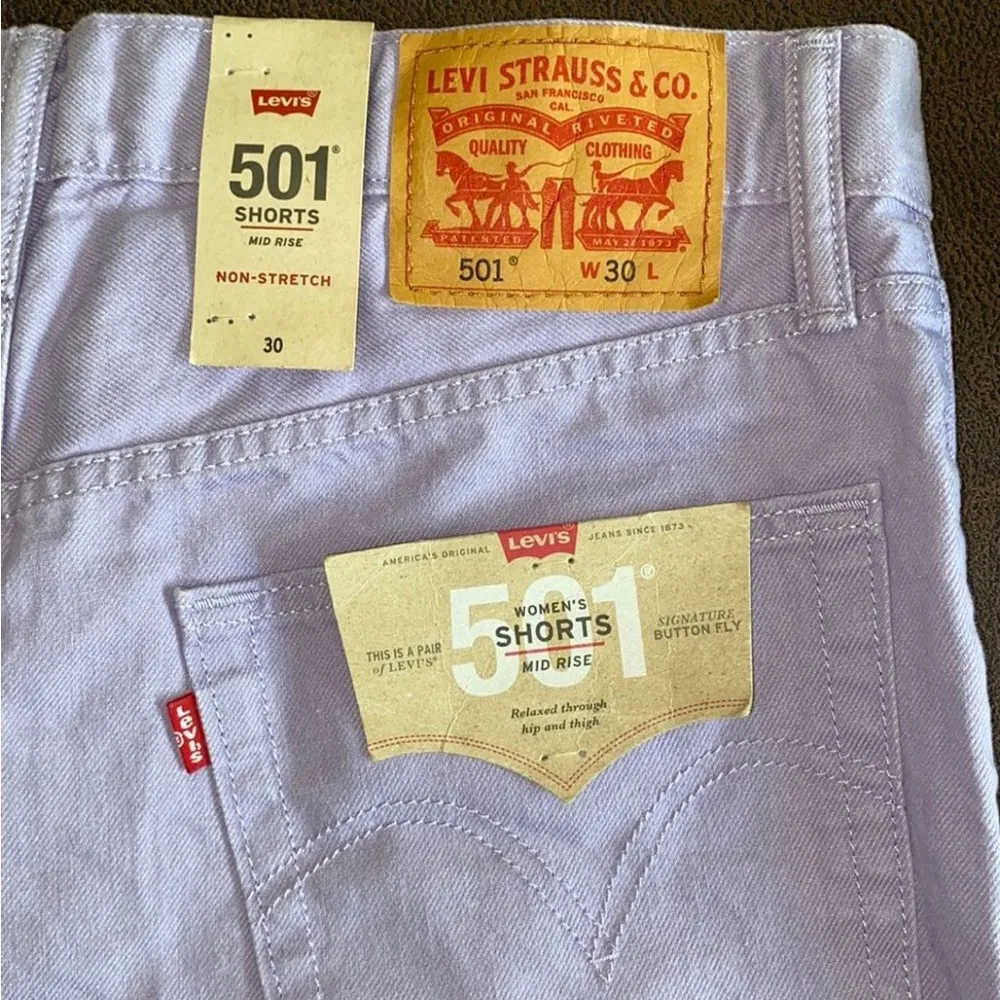 LEVI'S
501®
SHORTS
MID RISE
NON-STRETCH
30
LEVI STRAUSS & CO.
SAN FRANCISCO
CAL.
ORIGINAL RIVETED
QUALITY CLOTHING
PATENTED MAY 20 1873
501® W 30 L
AMERICA'S ORIGINAL LEVI'S® JEANS SINCE 1873
501®
WOMEN'S
SHORTS
MID RISE
THIS IS A PAIR
of LEVI'S®
SIGNATURE
BUTTON FLY
Relaxed through
hip and thigh
LEVI'S®